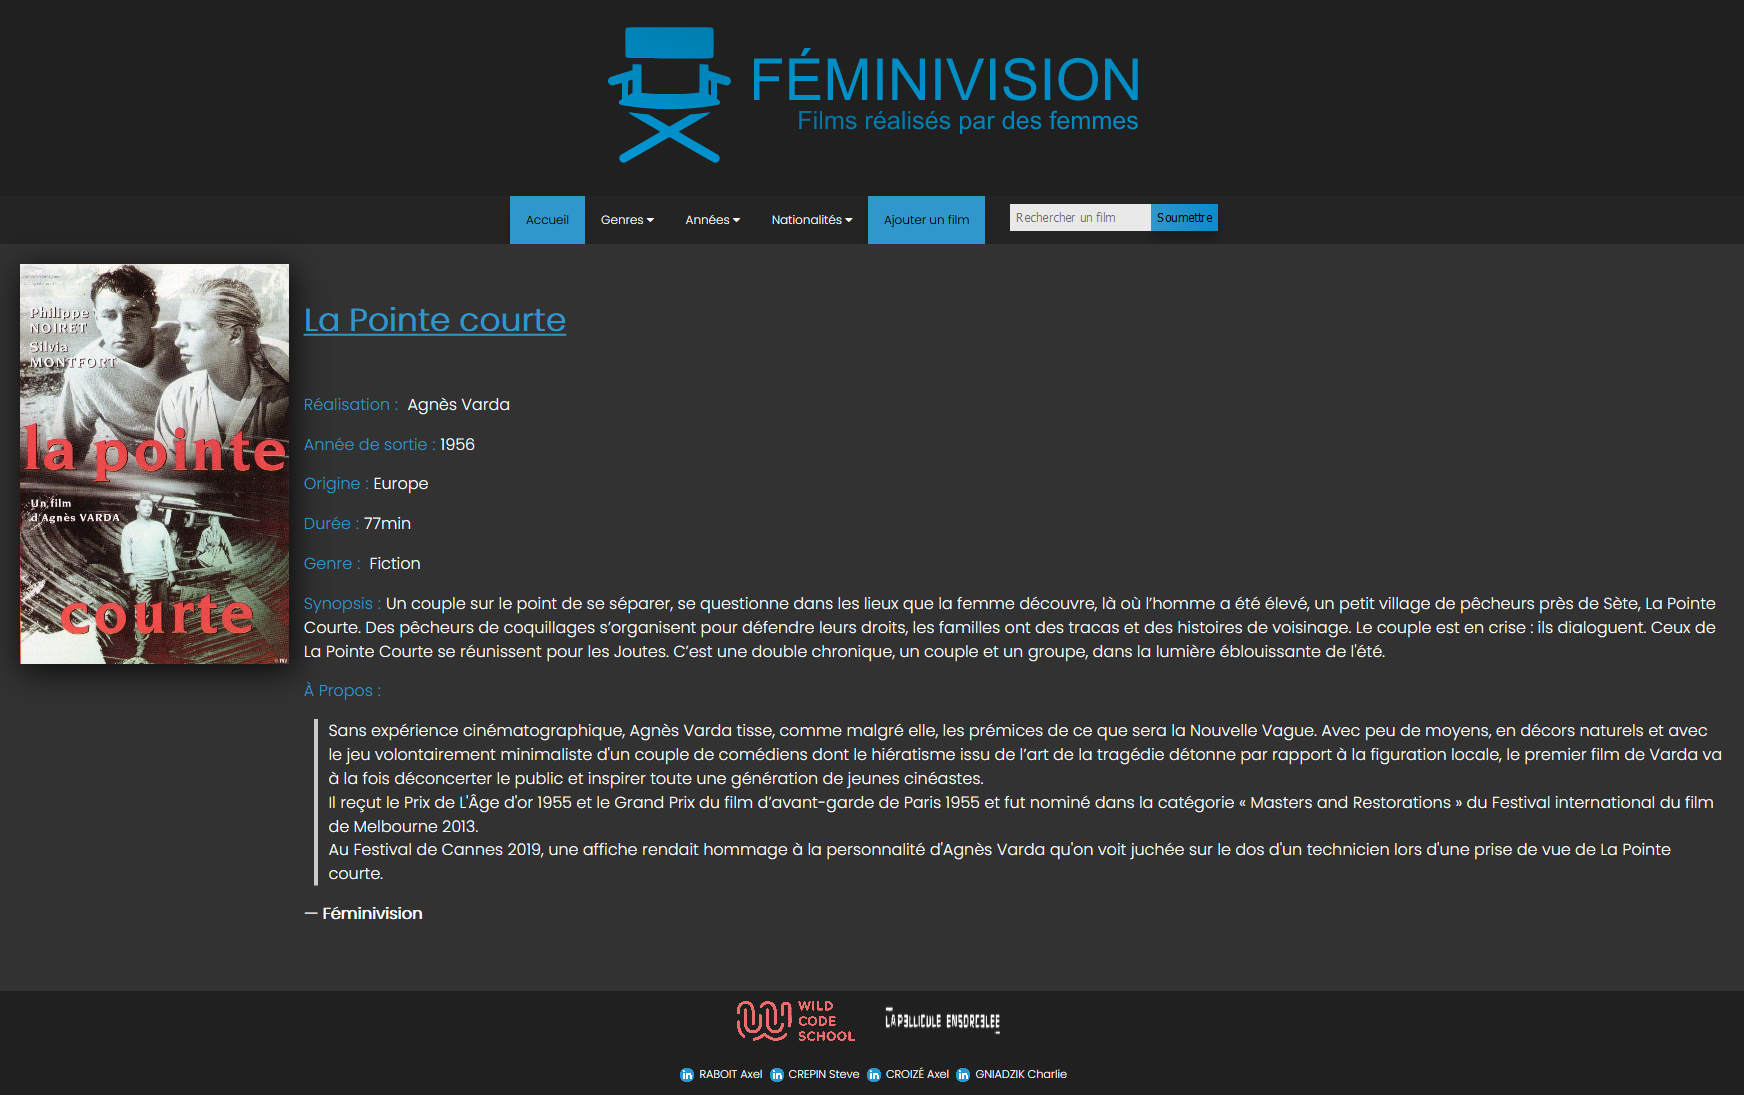 FÉMINIVISION
Films réalisés par des femmes
Accueil
Genres
Années
Nationalités
Ajouter un film
Rechercher un film
Soumettre
Philippe
NOIRET
Silvia
MONTFORT
la pointe
Un film
d'Agnès VARDA
courte
La Pointe courte
Réalisation : Agnès Varda
Année de sortie : 1956
Origine : Europe
Durée : 77min
Genre : Fiction
Synopsis : Un couple sur le point de se séparer, se questionne dans les lieux que la femme découvre, là où l’homme a été élevé, un petit village de pêcheurs près de Sète, La Pointe
Courte. Des pêcheurs de coquillages s’organisent pour défendre leurs droits, les familles ont des tracas et des histoires de voisinage. Le couple est en crise : ils dialoguent. Ceux de
La Pointe Courte se réunissent pour les Joutes. C’est une double chronique, un couple et un groupe, dans la lumière éblouissante de l'été.
À Propos :
Sans expérience cinématographique, Agnès Varda tisse, comme malgré elle, les prémices de ce que sera la Nouvelle Vague. Avec peu de moyens, en décors naturels et avec
le jeu volontairement minimaliste d'un couple de comédiens dont le hiératisme issu de l’art de la tragédie détonne par rapport à la figuration locale, le premier film de Varda va
à la fois déconcerter le public et inspirer toute une génération de jeunes cinéastes.
Il reçut le Prix de L'Âge d'or 1955 et le Grand Prix du film d’avant-garde de Paris 1955 et fut nominé dans la catégorie « Masters and Restorations » du Festival international du film
de Melbourne 2013.
Au Festival de Cannes 2019, une affiche rendait hommage à la personnalité d'Agnès Varda qu'on voit juchée sur le dos d'un technicien lors d'une prise de vue de La Pointe
courte.
— Féminivision
WILD
CODE
SCHOOL
LA PELLICULE ENSORCELEE
RABOIT Axel
CREPIN Steve
CROIZÉ Axel
GNIADZIK Charlie